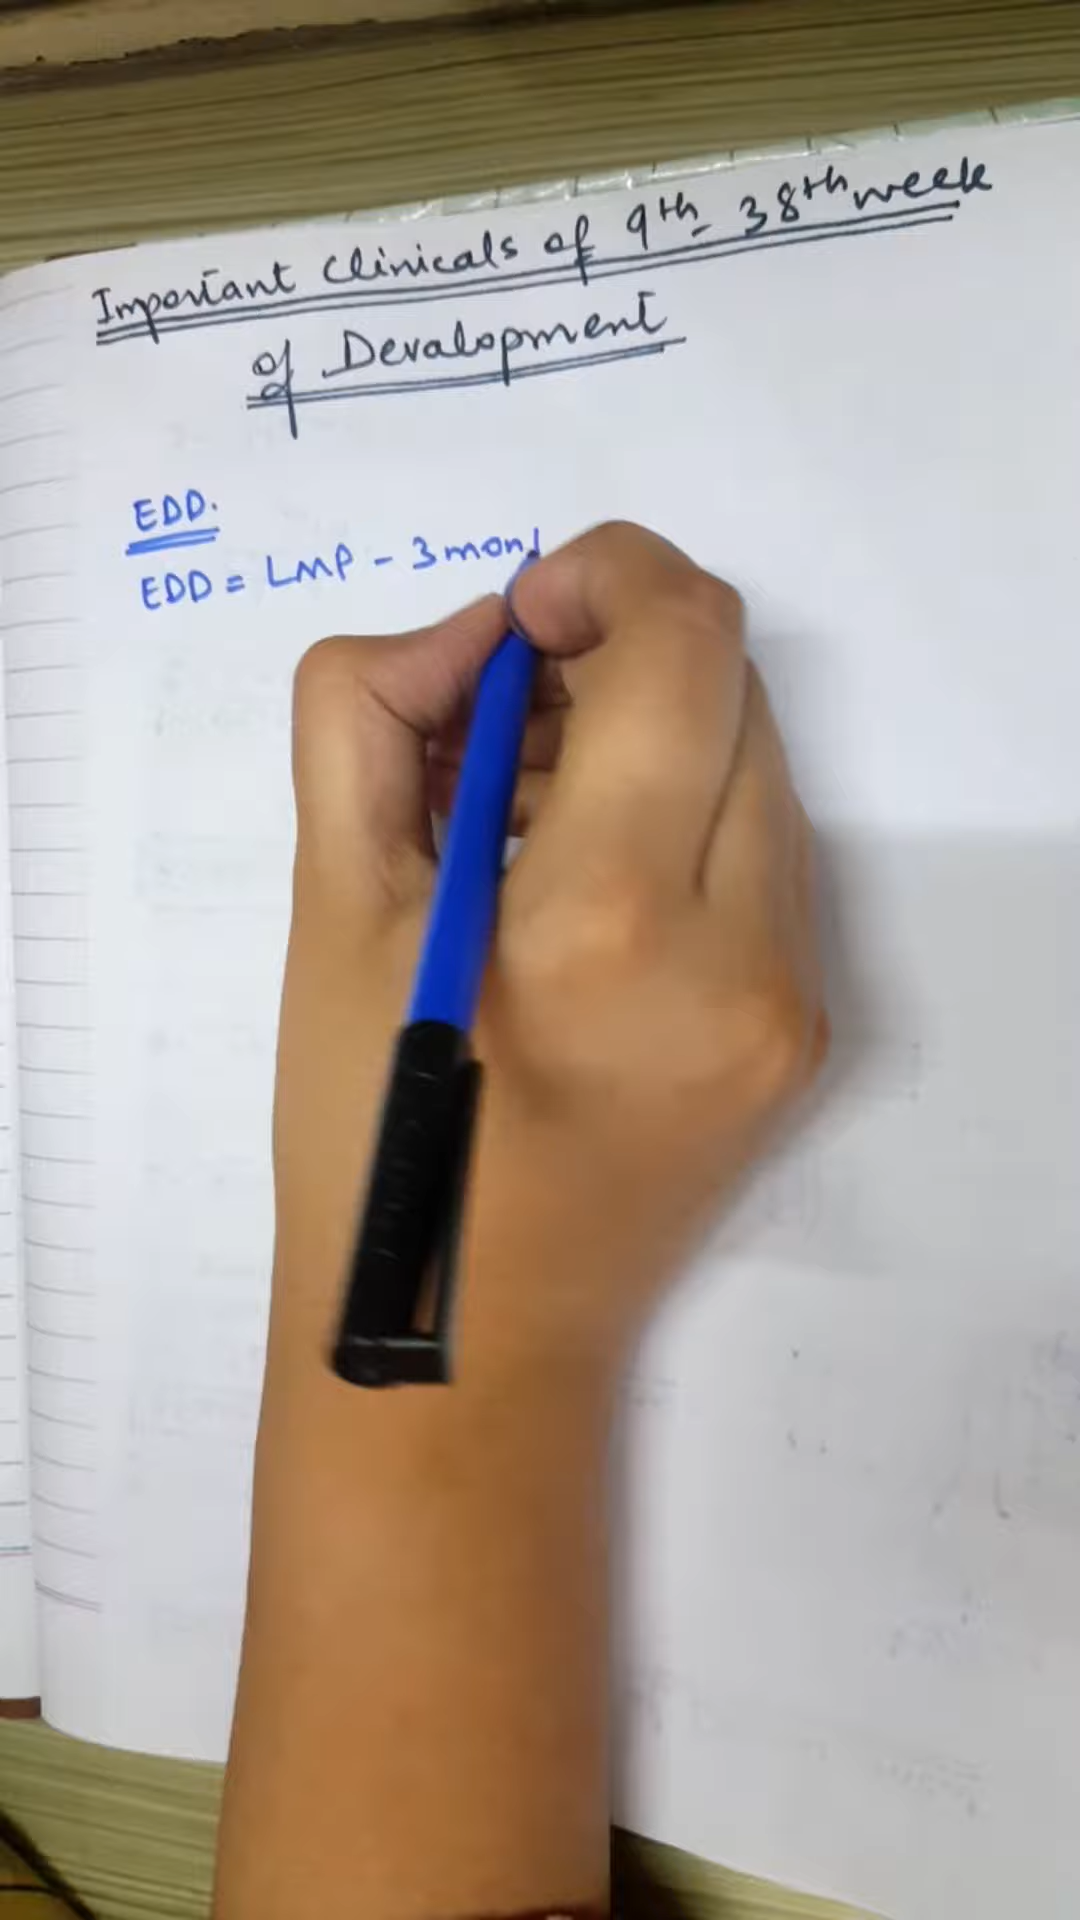 Important Clinicals of 9th - 38th week
of Devalopment
EDD.
EDD = LMP - 3 mon